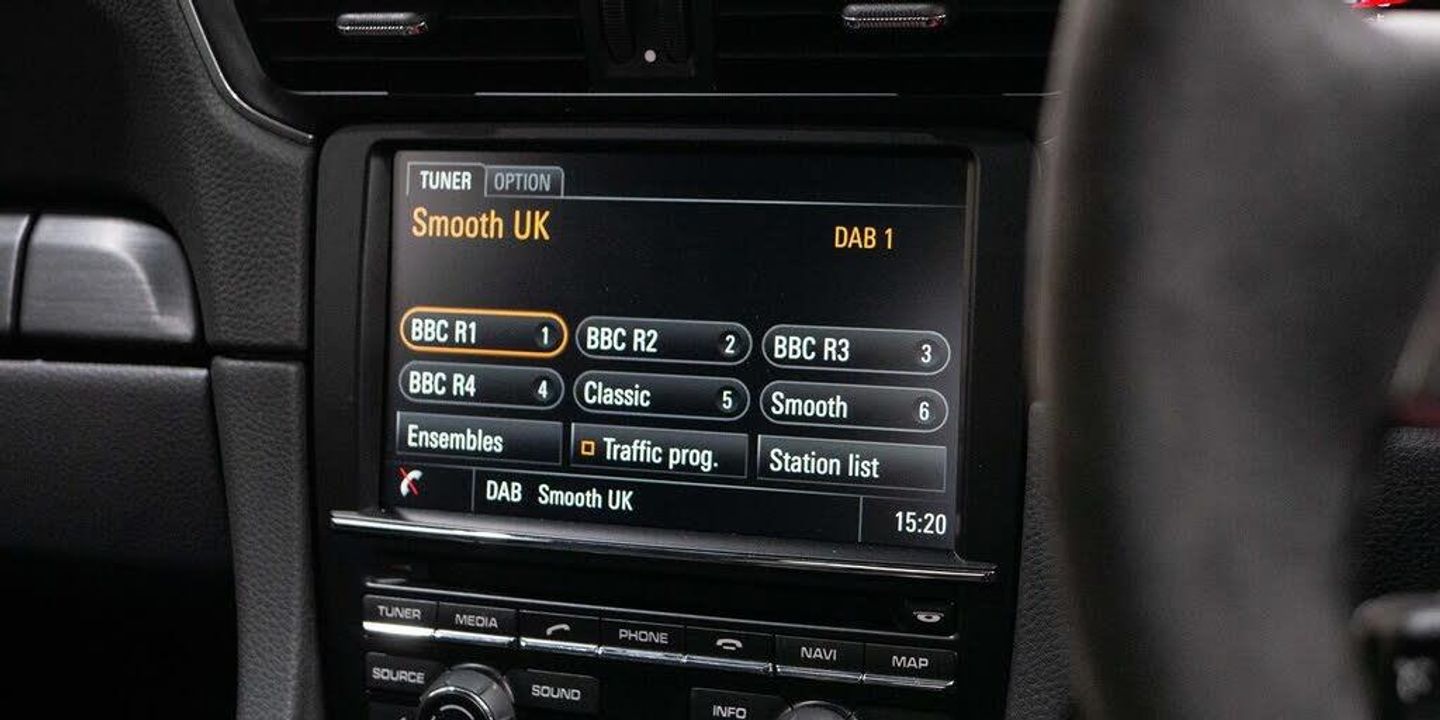 TUNER OPTION
Smooth UK DAB 1
BBC R1 1 BBC R2 2 BBC R3 3
BBC R4 4 Classic 5 Smooth 6
Ensembles Traffic prog. Station list
DAB Smooth UK 15:20
TUNER MEDIA PHONE NAVI MAP
SOURCE SOUND INFO